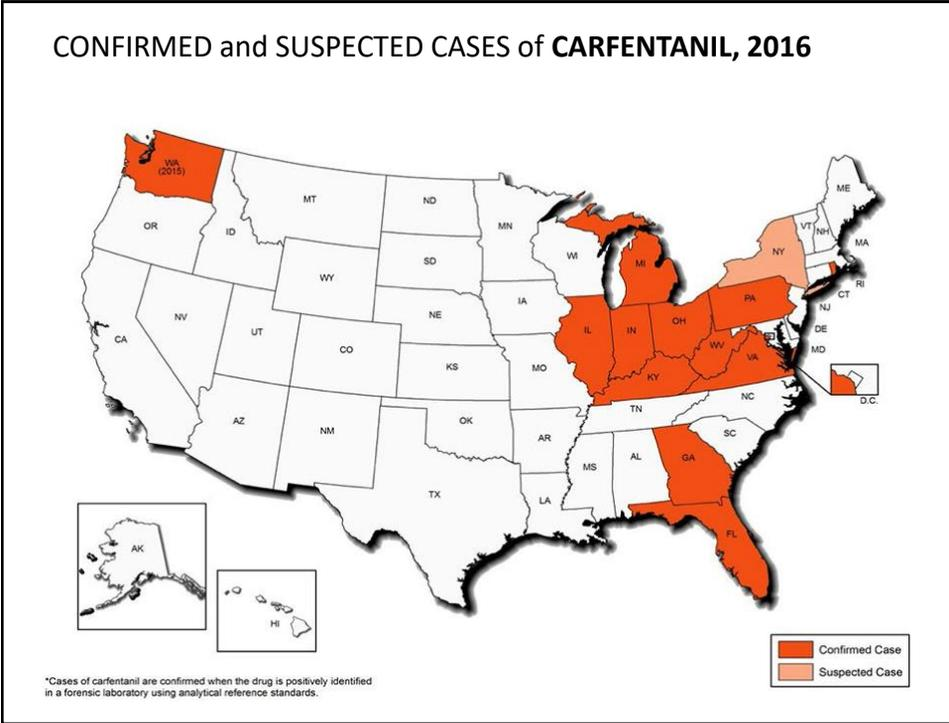 CONFIRMED and SUSPECTED CASES of CARFENTANIL, 2016
WA
(2015)
MT
ND
ME
OR
ID
MN
VT
NH
WI
NY
MA
SD
MI
WY
RI
CT
IA
PA
NJ
NV
NE
IL
IN
OH
DE
CA
UT
CO
WV
VA
MD
KS
MO
KY
D.C.
NC
TN
AZ
NM
OK
AR
SC
MS
AL
GA
TX
LA
FL
AK
HI
Confirmed Case
Suspected Case
*Cases of carfentanil are confirmed when the drug is positively identified
in a forensic laboratory using analytical reference standards.